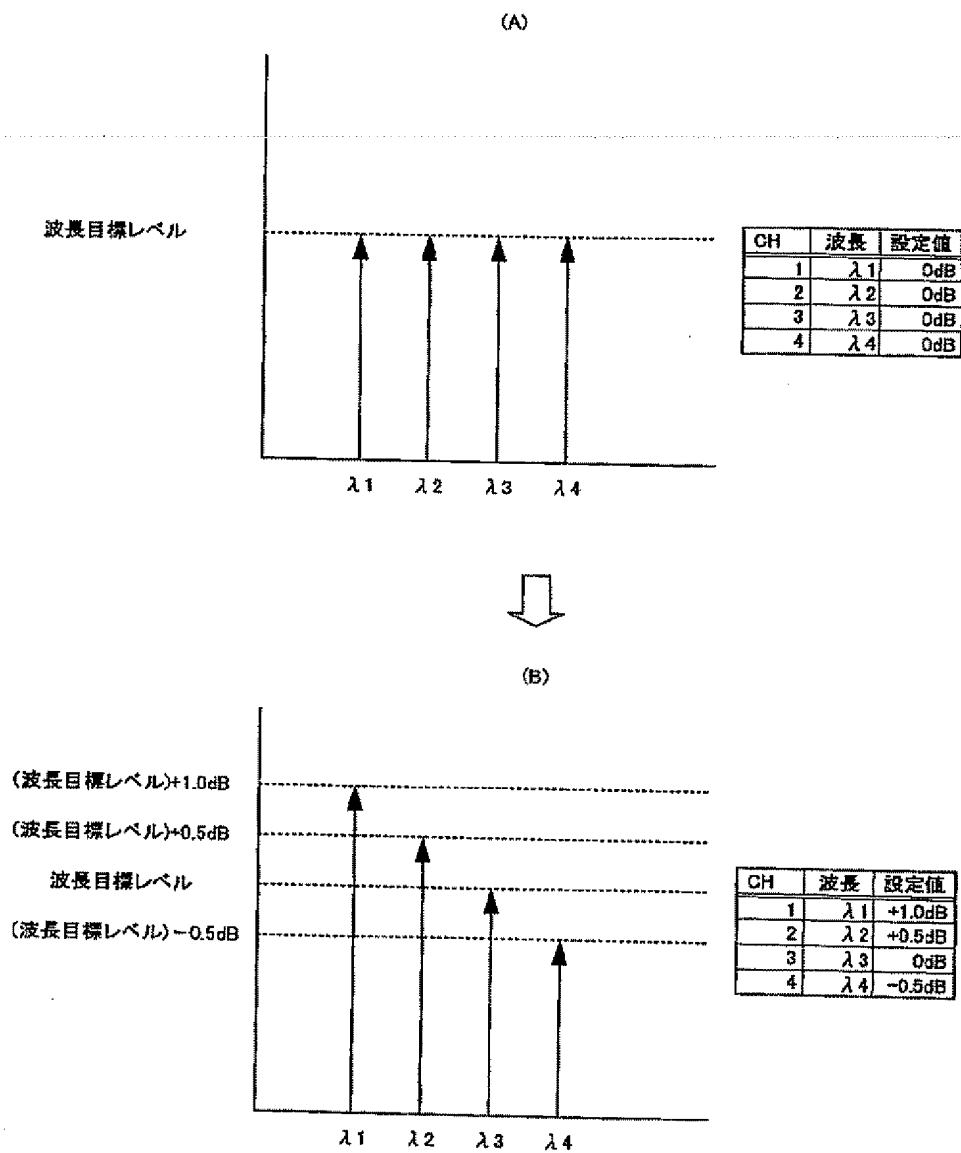 (A)
波長目標レベル
CH 波長 設定値
1 λ1 0dB
2 λ2 0dB
3 λ3 0dB
4 λ4 0dB
λ1 λ2 λ3 λ4
(B)
(波長目標レベル)+1.0dB
(波長目標レベル)+0.5dB
波長目標レベル
(波長目標レベル)−0.5dB
CH 波長 設定値
1 λ1 +1.0dB
2 λ2 +0.5dB
3 λ3 0dB
4 λ4 −0.5dB
λ1 λ2 λ3 λ4